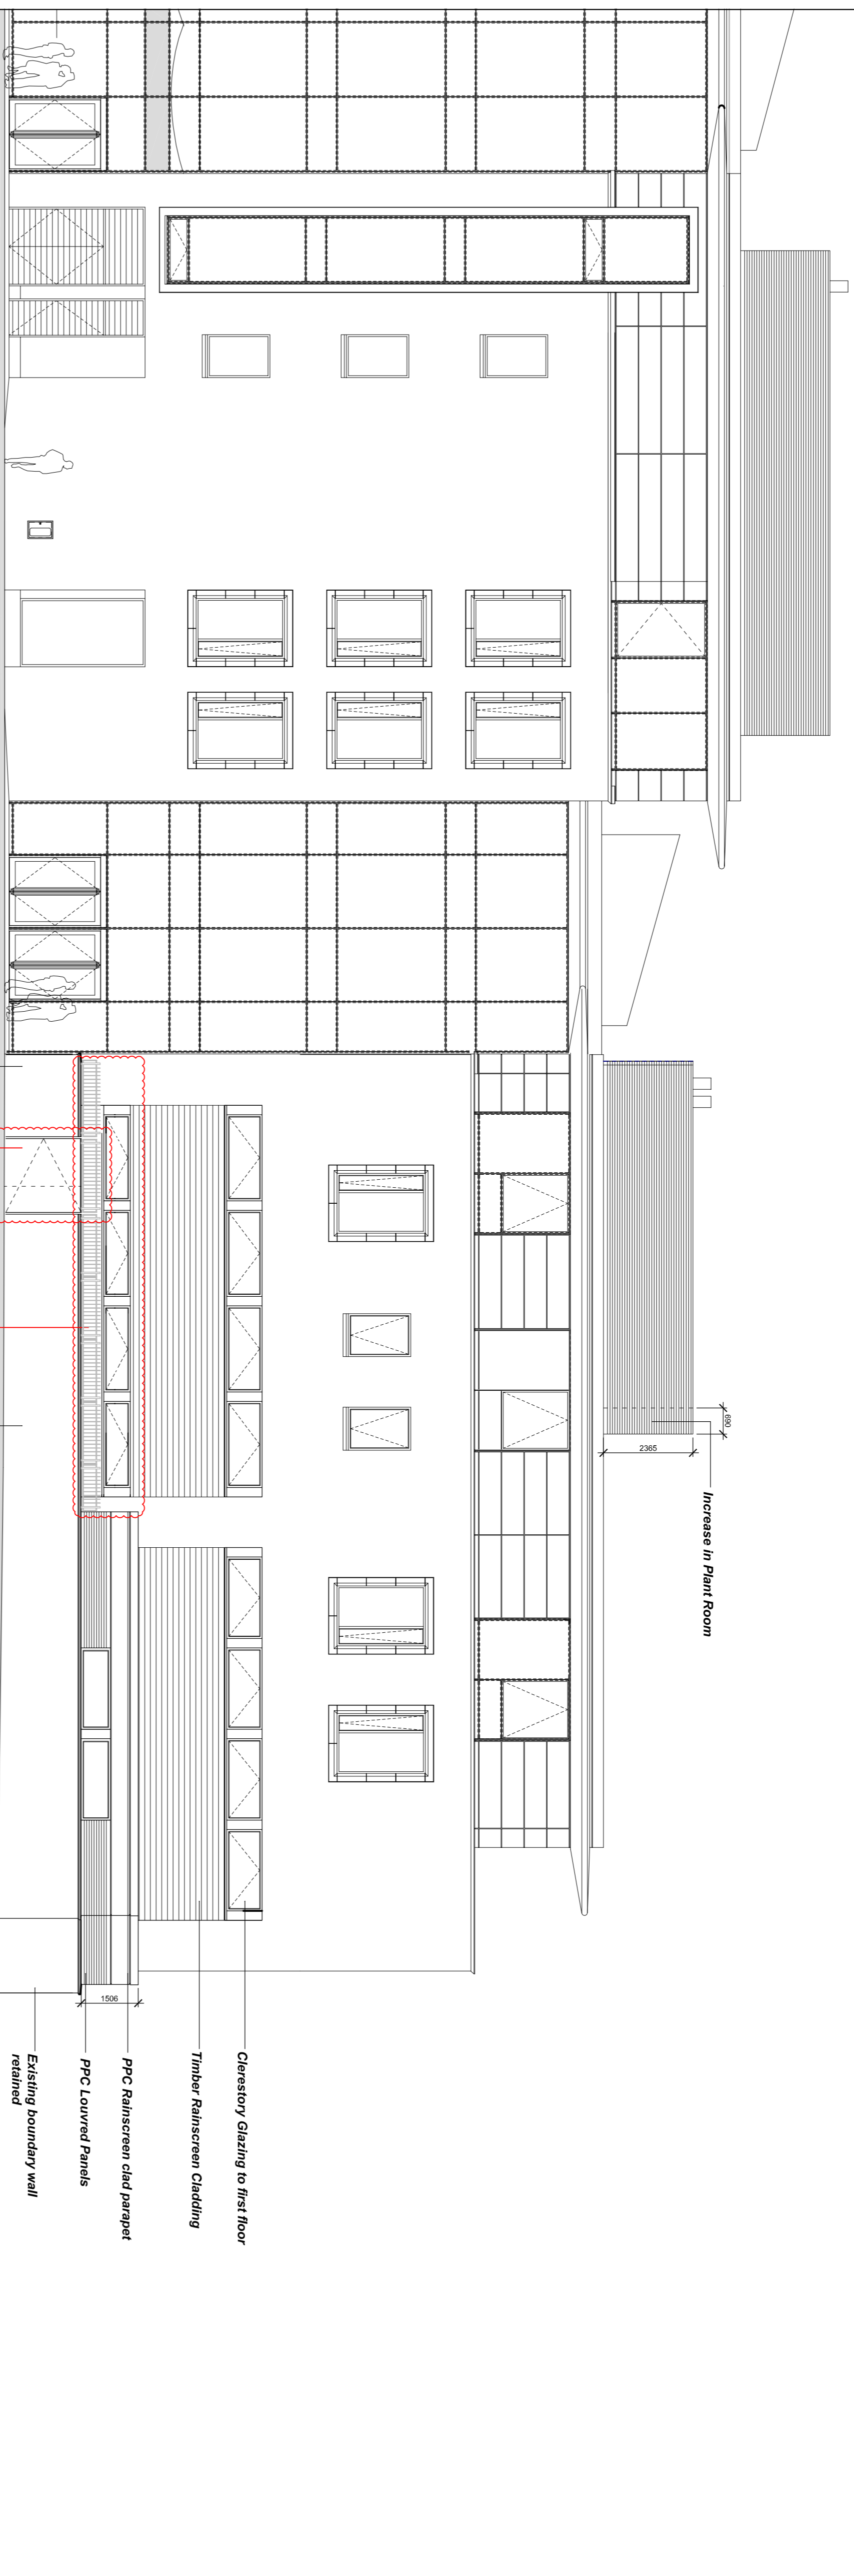 690
2365
Increase in Plant Room
Clerestory Glazing to first floor
Timber Rainscreen Cladding
PPC Rainscreen clad parapet
1506
PPC Louvred Panels
Existing boundary wall
retained